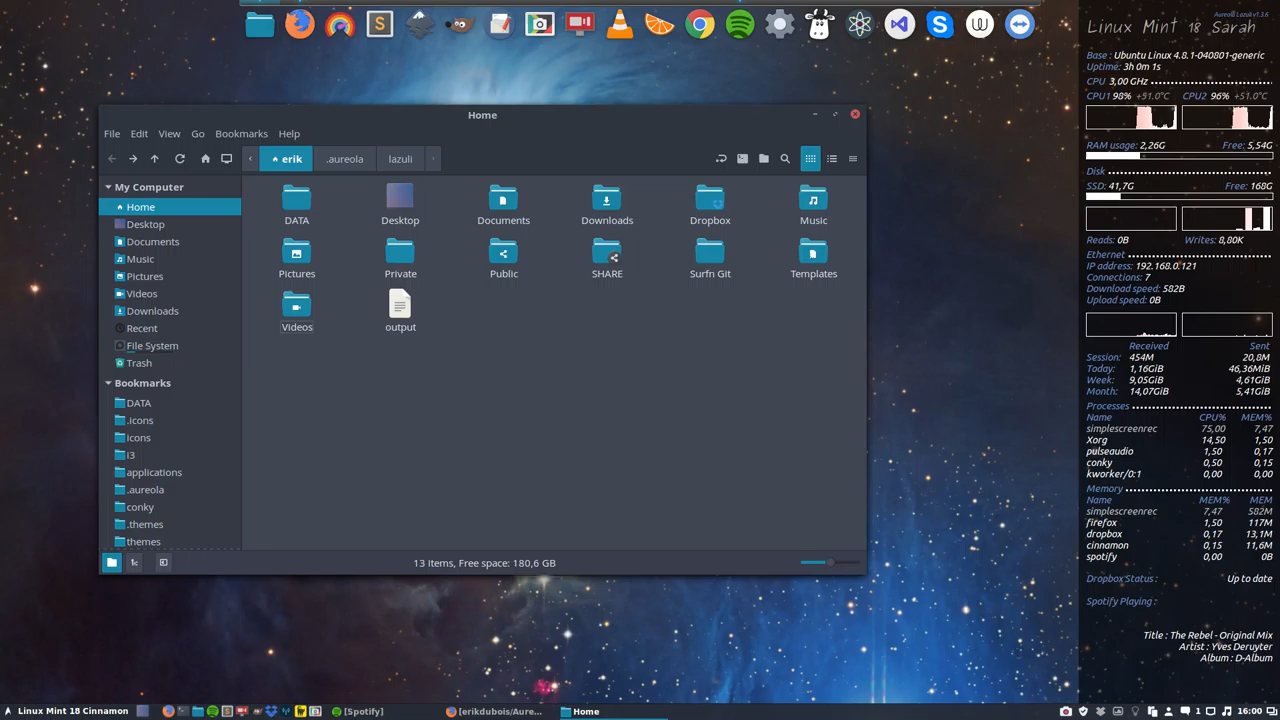 Home
File Edit View Go Bookmarks Help
erik .aureola lazuli
My Computer
Home
Desktop
Documents
Music
Pictures
Videos
Downloads
Recent
File System
Trash
Bookmarks
DATA
.icons
icons
i3
applications
.aureola
conky
.themes
themes
DATA Desktop Documents Downloads Dropbox Music
Pictures Private Public SHARE Surfn Git Templates
Videos output
13 items, Free space: 180,6 GB
Aureola Lazuli v1.3.6
Linux Mint 18 Sarah
Base : Ubuntu Linux 4.8.1-040801-generic
Uptime: 3h 0m 1s
CPU 3,00 GHz
CPU1 98% +51.0°C CPU2 96% +51.0°C
RAM usage: 2,26G Free: 5,54G
Disk
SSD: 41,7G Free: 168G
Reads: 0B Writes: 8,80K
Ethernet
IP address: 192.168.0.121
Connections: 7
Download speed: 582B
Upload speed: 0B
Received Sent
Session: 454M 20,8M
Today: 1,16GiB 46,36MiB
Week: 9,05GiB 4,61GiB
Month: 14,07GiB 5,41GiB
Processes
Name CPU% MEM%
simplescreenrec 75,00 7,47
Xorg 14,50 1,50
pulseaudio 1,50 0,17
conky 0,50 0,15
kworker/0:1 0,00 0,00
Memory
Name MEM% MEM
simplescreenrec 7,47 582M
firefox 1,50 117M
dropbox 0,17 13,1M
cinnamon 0,15 11,6M
spotify 0,00 0B
Dropbox Status : Up to date
Spotify Playing :
Title : The Rebel - Original Mix
Artist : Yves Deruyter
Album : D-Album
Linux Mint 18 Cinnamon [Spotify] [erikdubois/Aure... Home 1 16:00